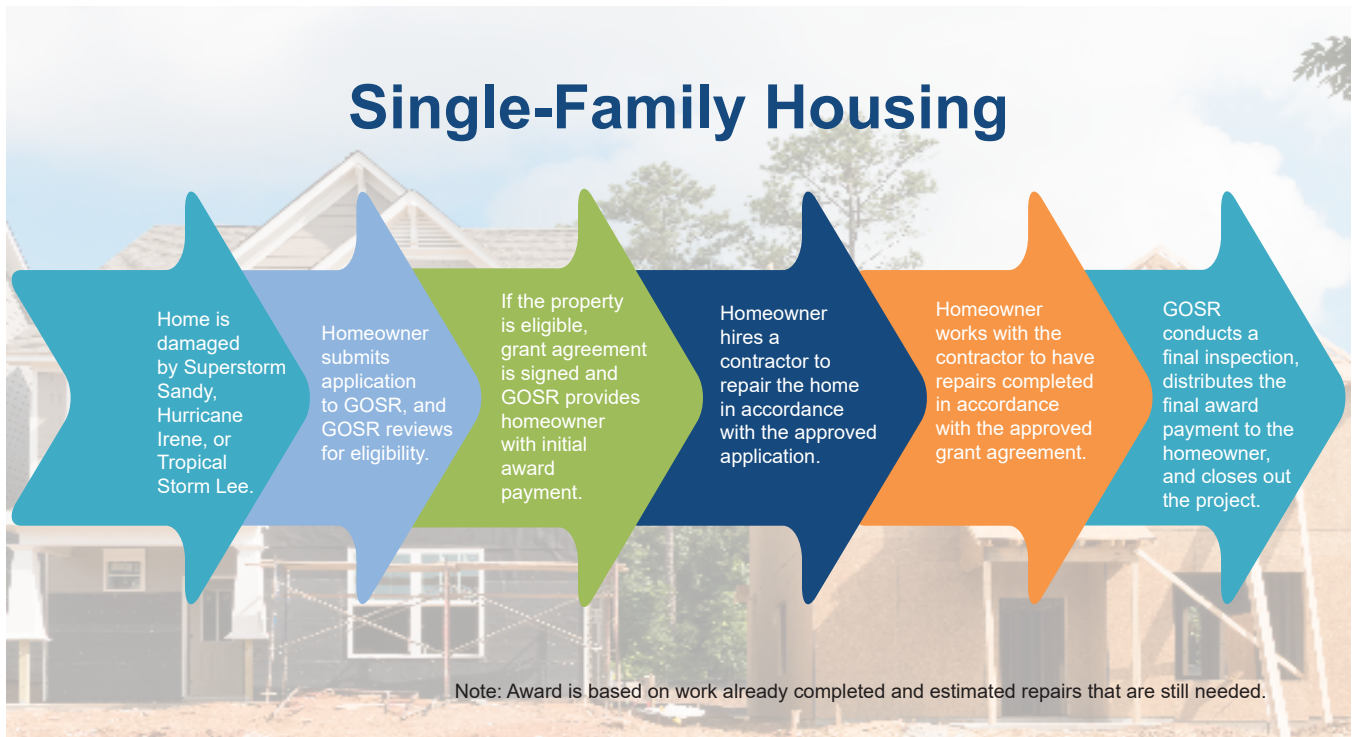 Single-Family Housing
Home is
damaged
by Superstorm
Sandy,
Hurricane
Irene, or
Tropical
Storm Lee.
Homeowner
submits
application
to GOSR, and
GOSR reviews
for eligibility.
If the property
is eligible,
grant agreement
is signed and
GOSR provides
homeowner
with initial
award
payment.
Homeowner
hires a
contractor to
repair the home
in accordance
with the approved
application.
Homeowner
works with the
contractor to have
repairs completed
in accordance
with the approved
grant agreement.
GOSR
conducts a
final inspection,
distributes the
final award
payment to the
homeowner,
and closes out
the project.
Note: Award is based on work already completed and estimated repairs that are still needed.